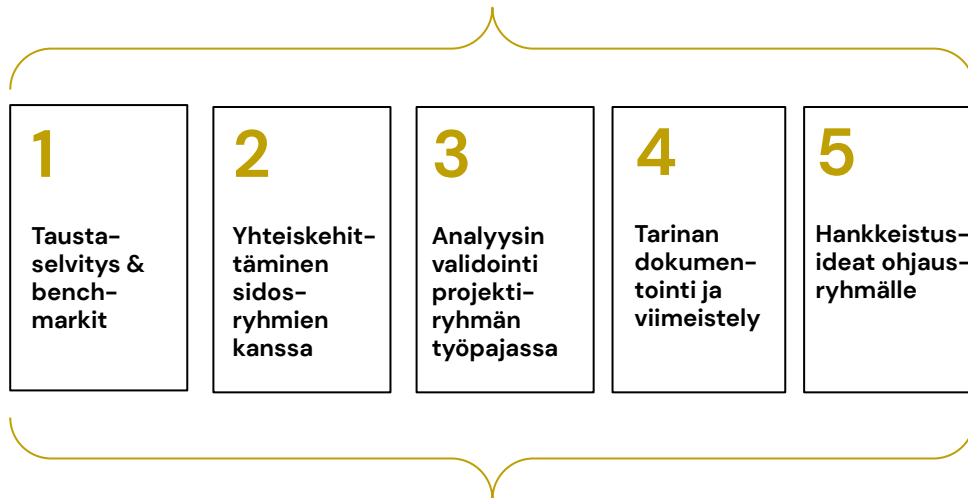 1
Tausta-
selvitys &
bench-
markit
2
Yhteiskehit-
täminen
sidos-
ryhmien
kanssa
3
Analyysin
validointi
projekti-
ryhmän
työpajassa
4
Tarinan
dokumen-
tointi ja
viimeistely
5
Hankkeistus-
ideat ohjaus-
ryhmälle